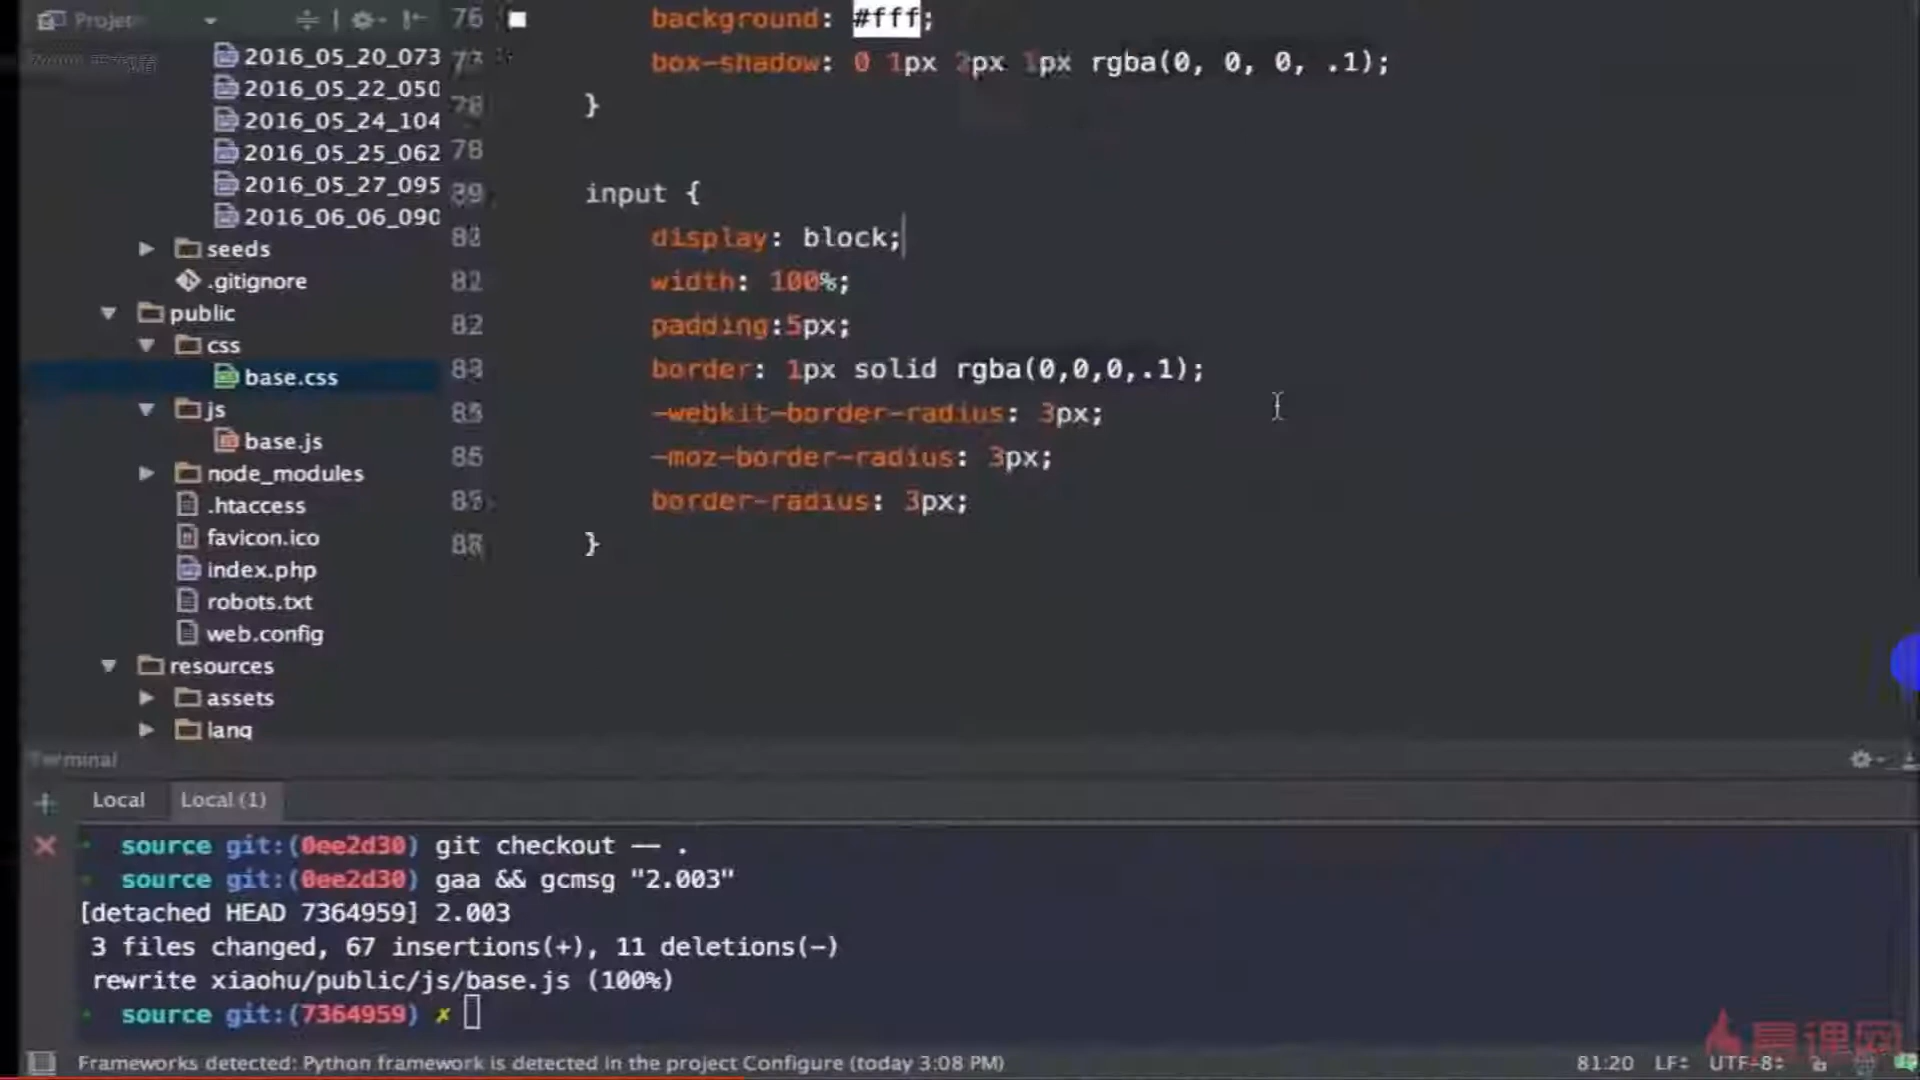 Project
2016_05_20_073
2016_05_22_050
2016_05_24_104
2016_05_25_062
2016_05_27_095
2016_06_06_090
seeds
.gitignore
public
css
base.css
js
base.js
node_modules
.htaccess
favicon.ico
index.php
robots.txt
web.config
resources
assets
lang
76 background: #fff;
77 box-shadow: 0 1px 2px 1px rgba(0, 0, 0, .1);
78 }
input {
display: block;
width: 100%;
82 padding:5px;
border: 1px solid rgba(0,0,0,.1);
-webkit-border-radius: 3px;
-moz-border-radius: 3px;
border-radius: 3px;
}
Terminal
Local Local (1)
source git:(0ee2d30) git checkout -- .
source git:(0ee2d30) gaa && gcmsg "2.003"
[detached HEAD 7364959] 2.003
3 files changed, 67 insertions(+), 11 deletions(-)
rewrite xiaohu/public/js/base.js (100%)
source git:(7364959) ✗
Frameworks detected: Python framework is detected in the project Configure (today 3:08 PM)
81:20 LF UTF-8
慕课网